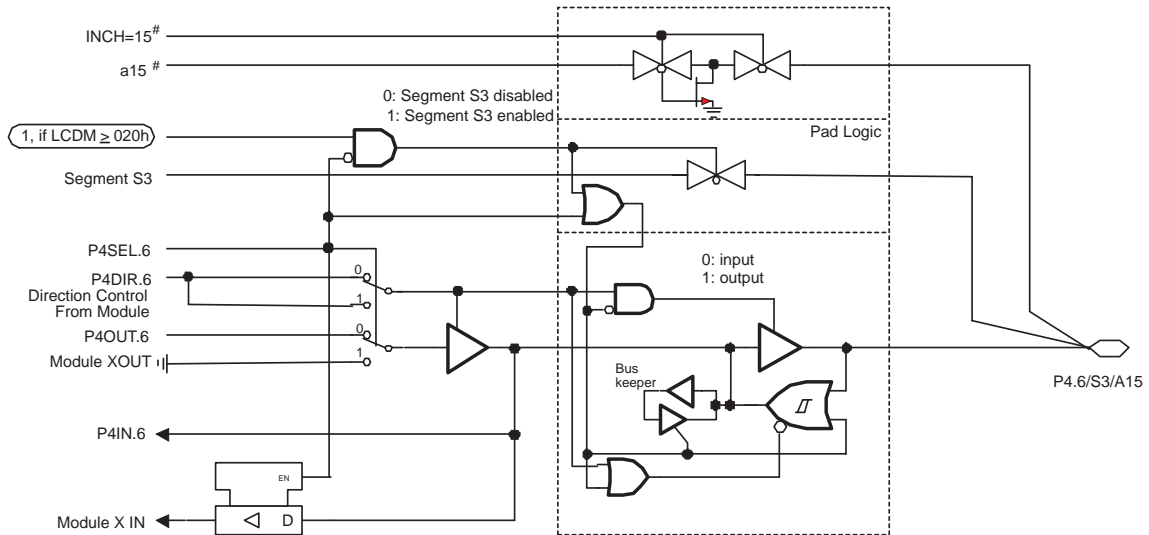 INCH=15#
a15 #
0: Segment S3 disabled
1: Segment S3 enabled
Pad Logic
1, if LCDM ≥ 020h
Segment S3
P4SEL.6
0: input
1: output
P4DIR.6
0
Direction Control
From Module
1
P4OUT.6
0
Module XOUT
1
Bus
keeper
P4.6/S3/A15
P4IN.6
EN
Module X IN
D